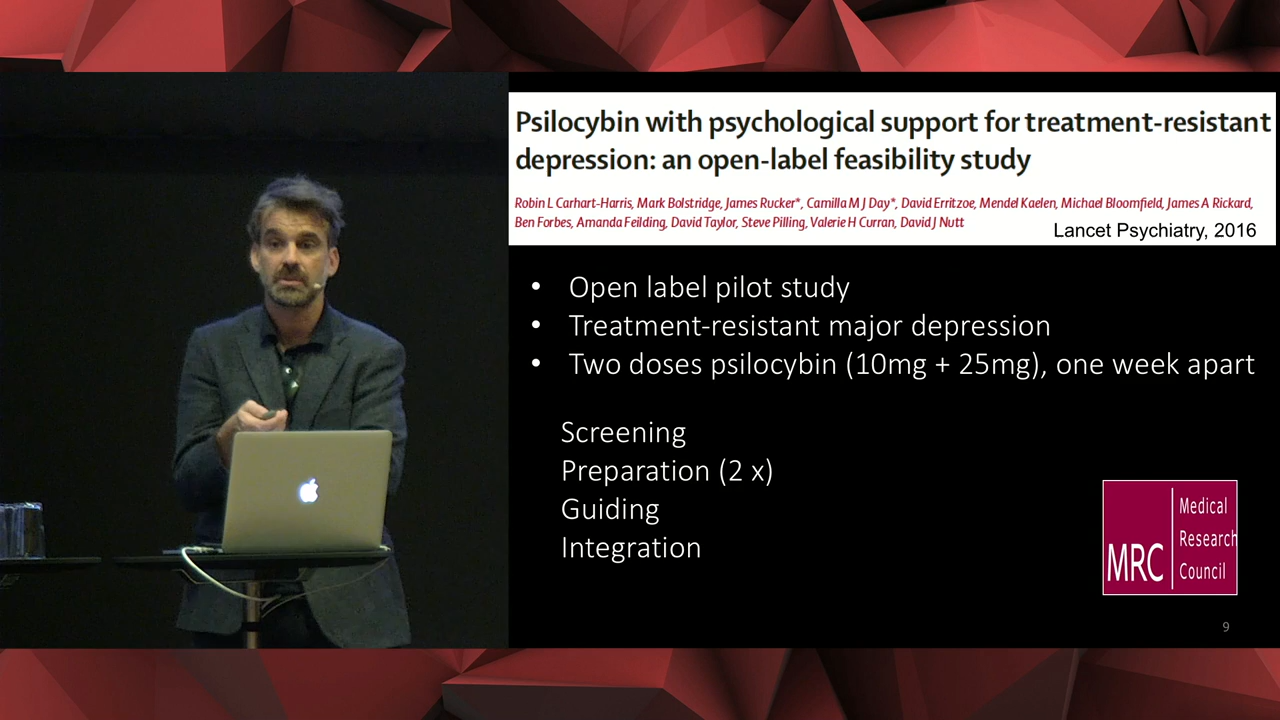 Psilocybin with psychological support for treatment-resistant
depression: an open-label feasibility study
Robin L Carhart-Harris, Mark Bolstridge, James Rucker*, Camilla M J Day*, David Erritzoe, Mendel Kaelen, Michael Bloomfield, James A Rickard,
Ben Forbes, Amanda Feilding, David Taylor, Steve Pilling, Valerie H Curran, David J Nutt
Lancet Psychiatry, 2016
• Open label pilot study
• Treatment-resistant major depression
• Two doses psilocybin (10mg + 25mg), one week apart
Screening
Preparation (2 x)
Guiding
Integration
MRC
Medical
Research
Council
9